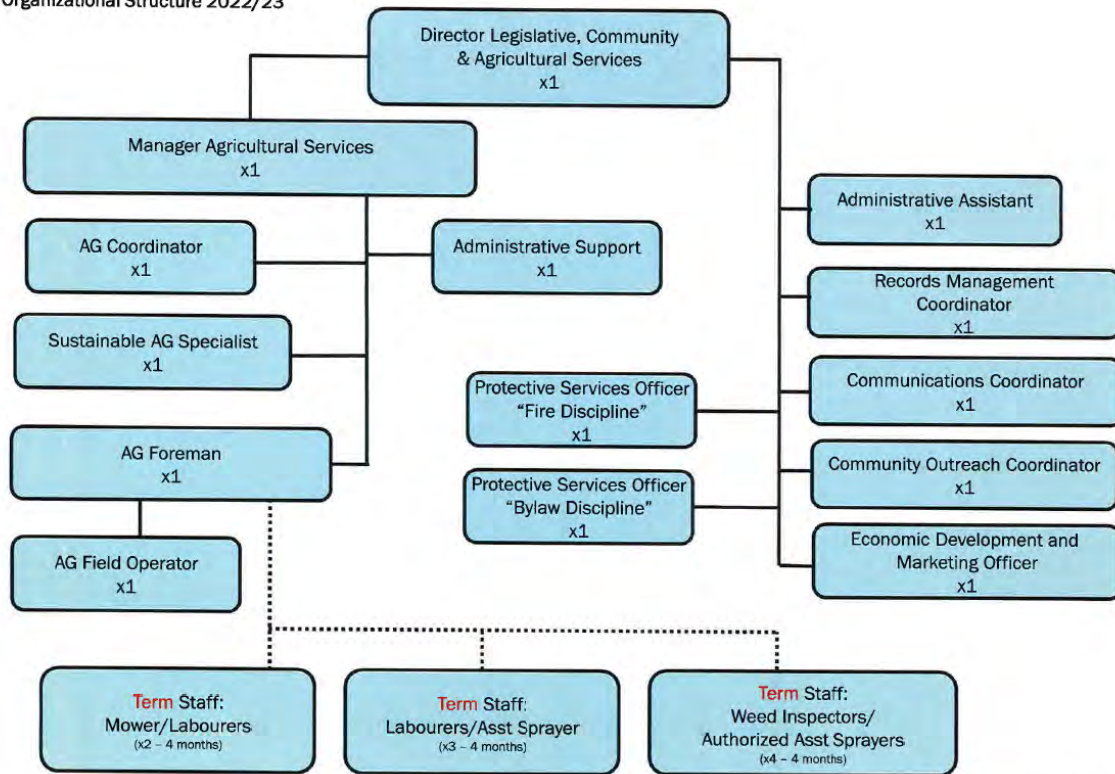 Organizational Structure 2022/23
Director Legislative, Community
& Agricultural Services
x1
Manager Agricultural Services
x1
AG Coordinator
x1
Administrative Support
x1
Sustainable AG Specialist
x1
AG Foreman
x1
AG Field Operator
x1
Administrative Assistant
x1
Records Management
Coordinator
x1
Communications Coordinator
x1
Protective Services Officer
"Fire Discipline"
x1
Community Outreach Coordinator
x1
Protective Services Officer
"Bylaw Discipline"
x1
Economic Development and
Marketing Officer
x1
Term Staff:
Mower/Labourers
(x2 – 4 months)
Term Staff:
Labourers/Asst Sprayer
(x3 – 4 months)
Term Staff:
Weed Inspectors/
Authorized Asst Sprayers
(x4 – 4 months)